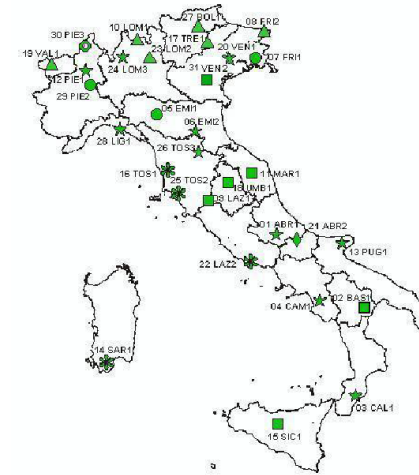 27 BOL1
08 FRI2
10 LOM1
30 PIE3
17 TRE1
20 VEN1
19 VAL1
23 LOM2
07 FRI1
12 PIE1
24 LOM3
31 VEN2
29 PIE2
05 EMI1
06 EMI2
28 LIG1
26 TOS3
16 TOS1
11 MAR1
25 TOS2
18 UMB1
09 LAZ1
01 ABR1
21 ABR2
13 PUG1
22 LAZ2
02 BAS1
04 CAM1
14 SAR1
03 CAL1
15 SIC1